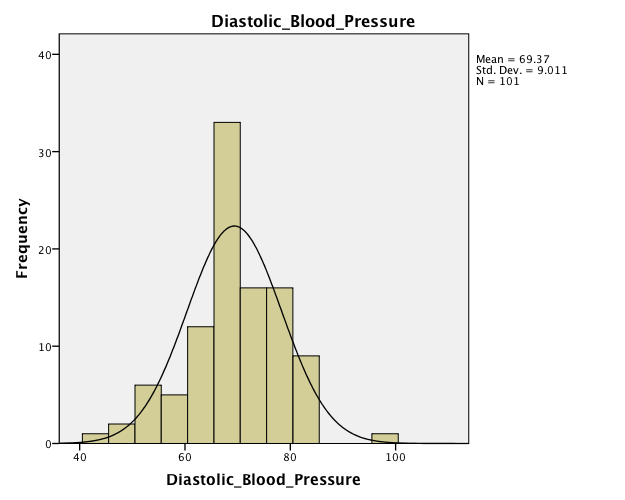 Diastolic_Blood_Pressure
Mean = 69.37
Std. Dev. = 9.011
N = 101
Frequency
40
30
20
10
0
40 60 80 100
Diastolic_Blood_Pressure